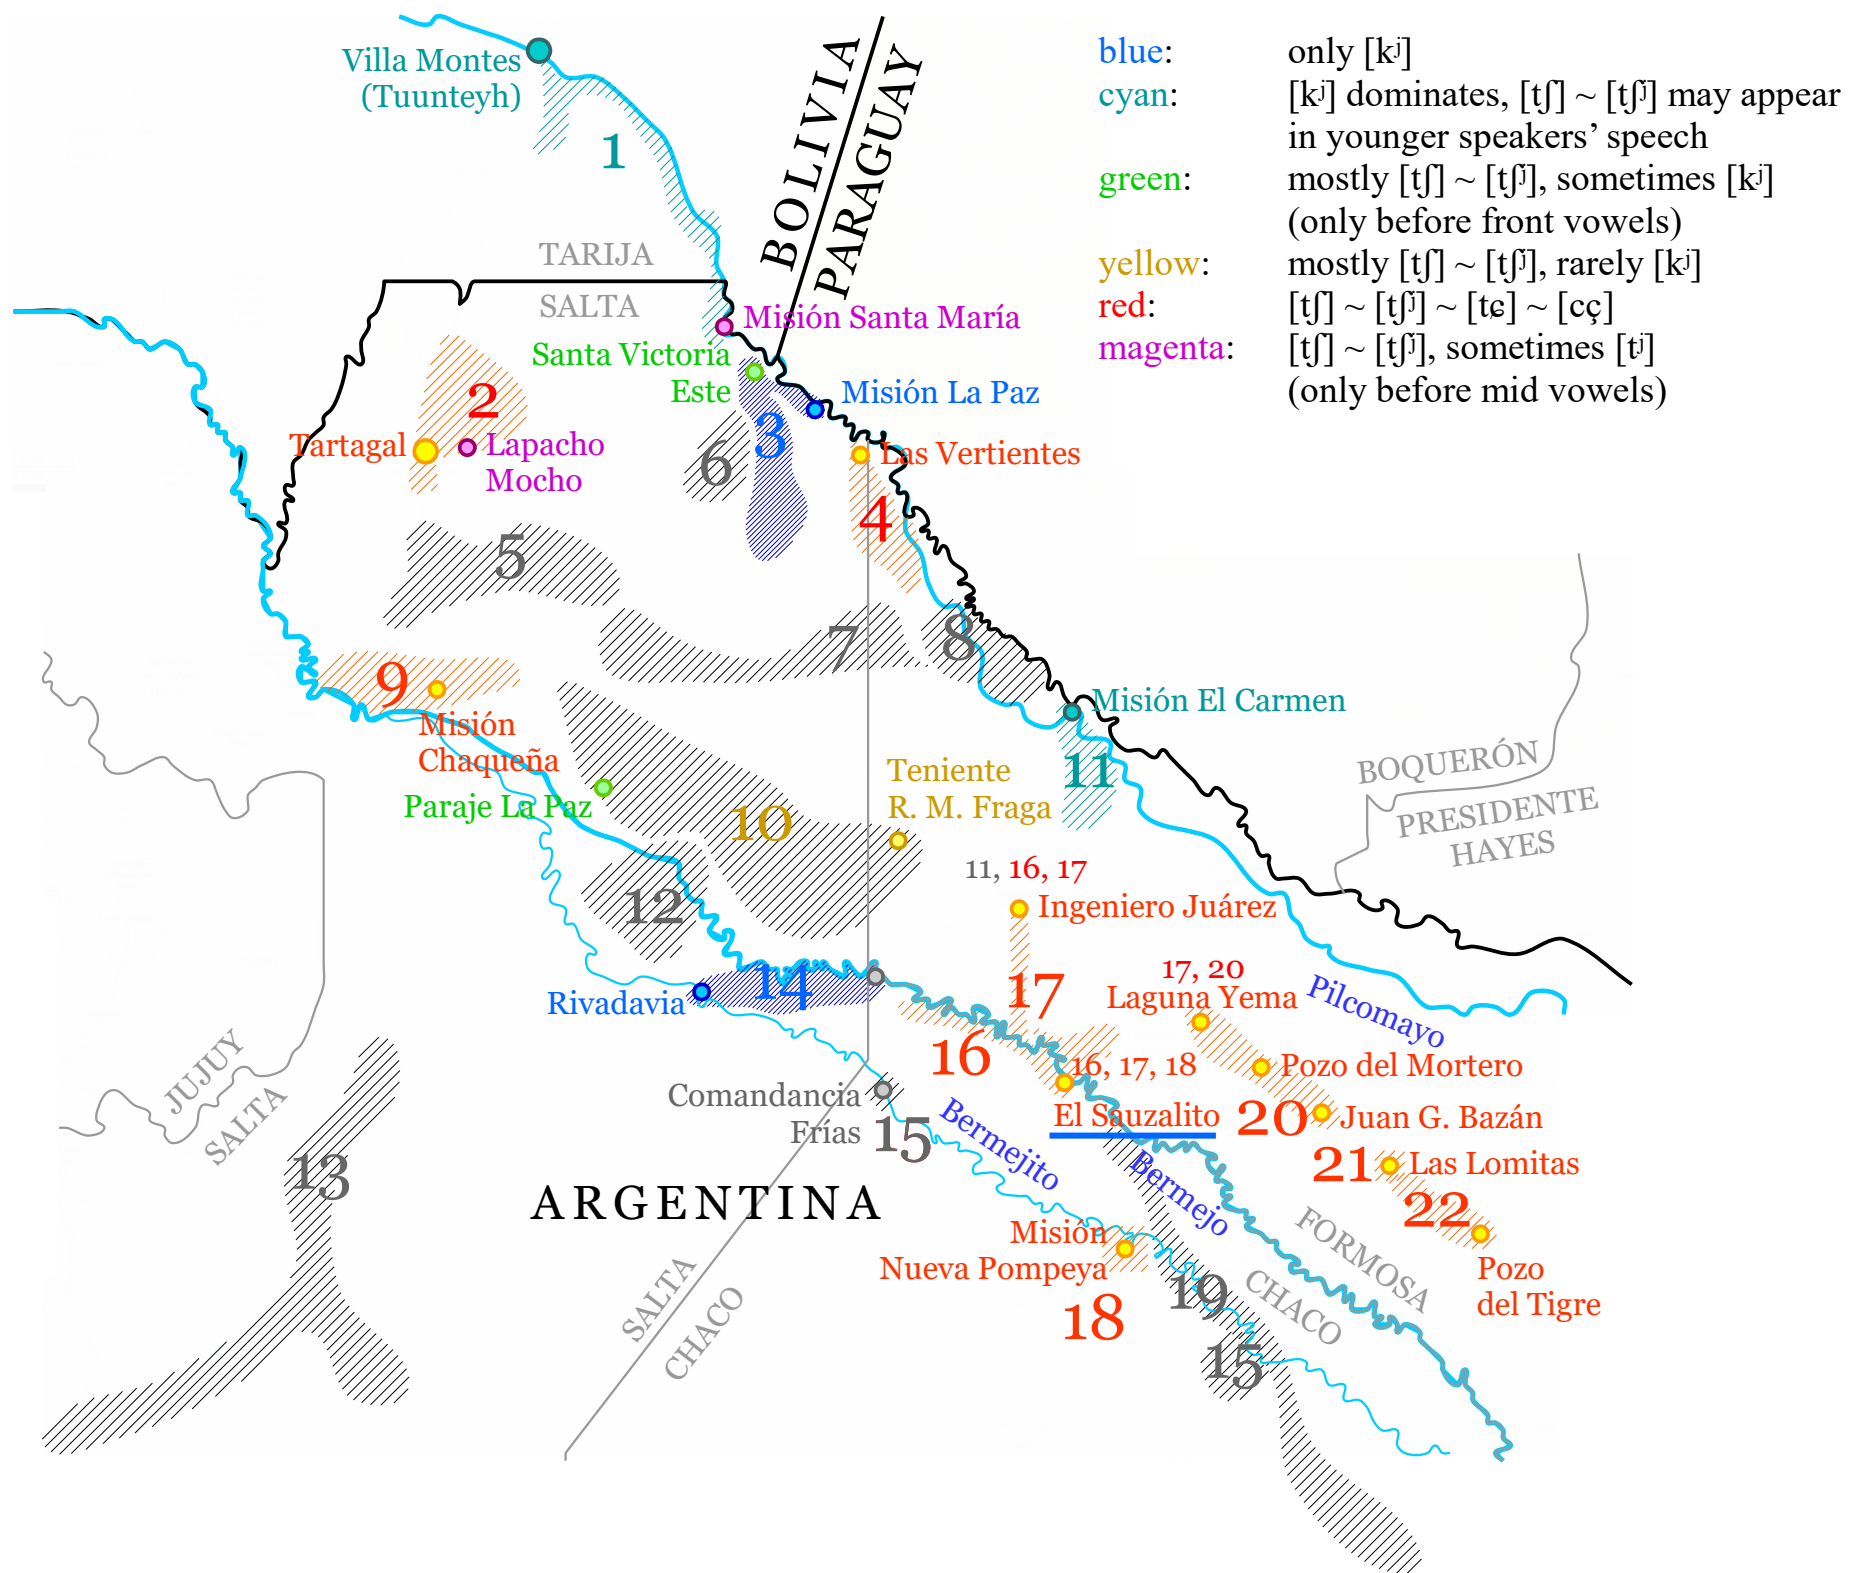 Villa Montes
(Tuunteyh)
1
BOLIVIA
PARAGUAY
blue: only [kʲ]
cyan: [kʲ] dominates, [tʃ] ~ [tʃʲ] may appear
in younger speakers’ speech
green: mostly [tʃ] ~ [tʃʲ], sometimes [kʲ]
(only before front vowels)
yellow: mostly [tʃ] ~ [tʃʲ], rarely [kʲ]
red: [tʃ] ~ [tʃʲ] ~ [tɕ] ~ [cç]
magenta: [tʃ] ~ [tʃʲ], sometimes [tʲ]
(only before mid vowels)
TARIJA
SALTA
Misión Santa María
Santa Victoria
Este
Misión La Paz
2
3
Tartagal
Lapacho
Mocho
6
Las Vertientes
4
5
7
8
9
Misión
Chaqueña
Misión El Carmen
11
Paraje La Paz
10
Teniente
R. M. Fraga
BOQUERÓN
PRESIDENTE
HAYES
12
11, 16, 17
Ingeniero Juárez
14
Rivadavia
17
17, 20
Laguna Yema
Pilcomayo
16
16, 17, 18
Pozo del Mortero
JUJUY
SALTA
Comandancia
Frías
15
Bermejito
El Sauzalito
20
Juan G. Bazán
13
21
Las Lomitas
Bermejo
22
ARGENTINA
Misión
Nueva Pompeya
18
19
15
FORMOSA
CHACO
Pozo
del Tigre
SALTA
CHACO